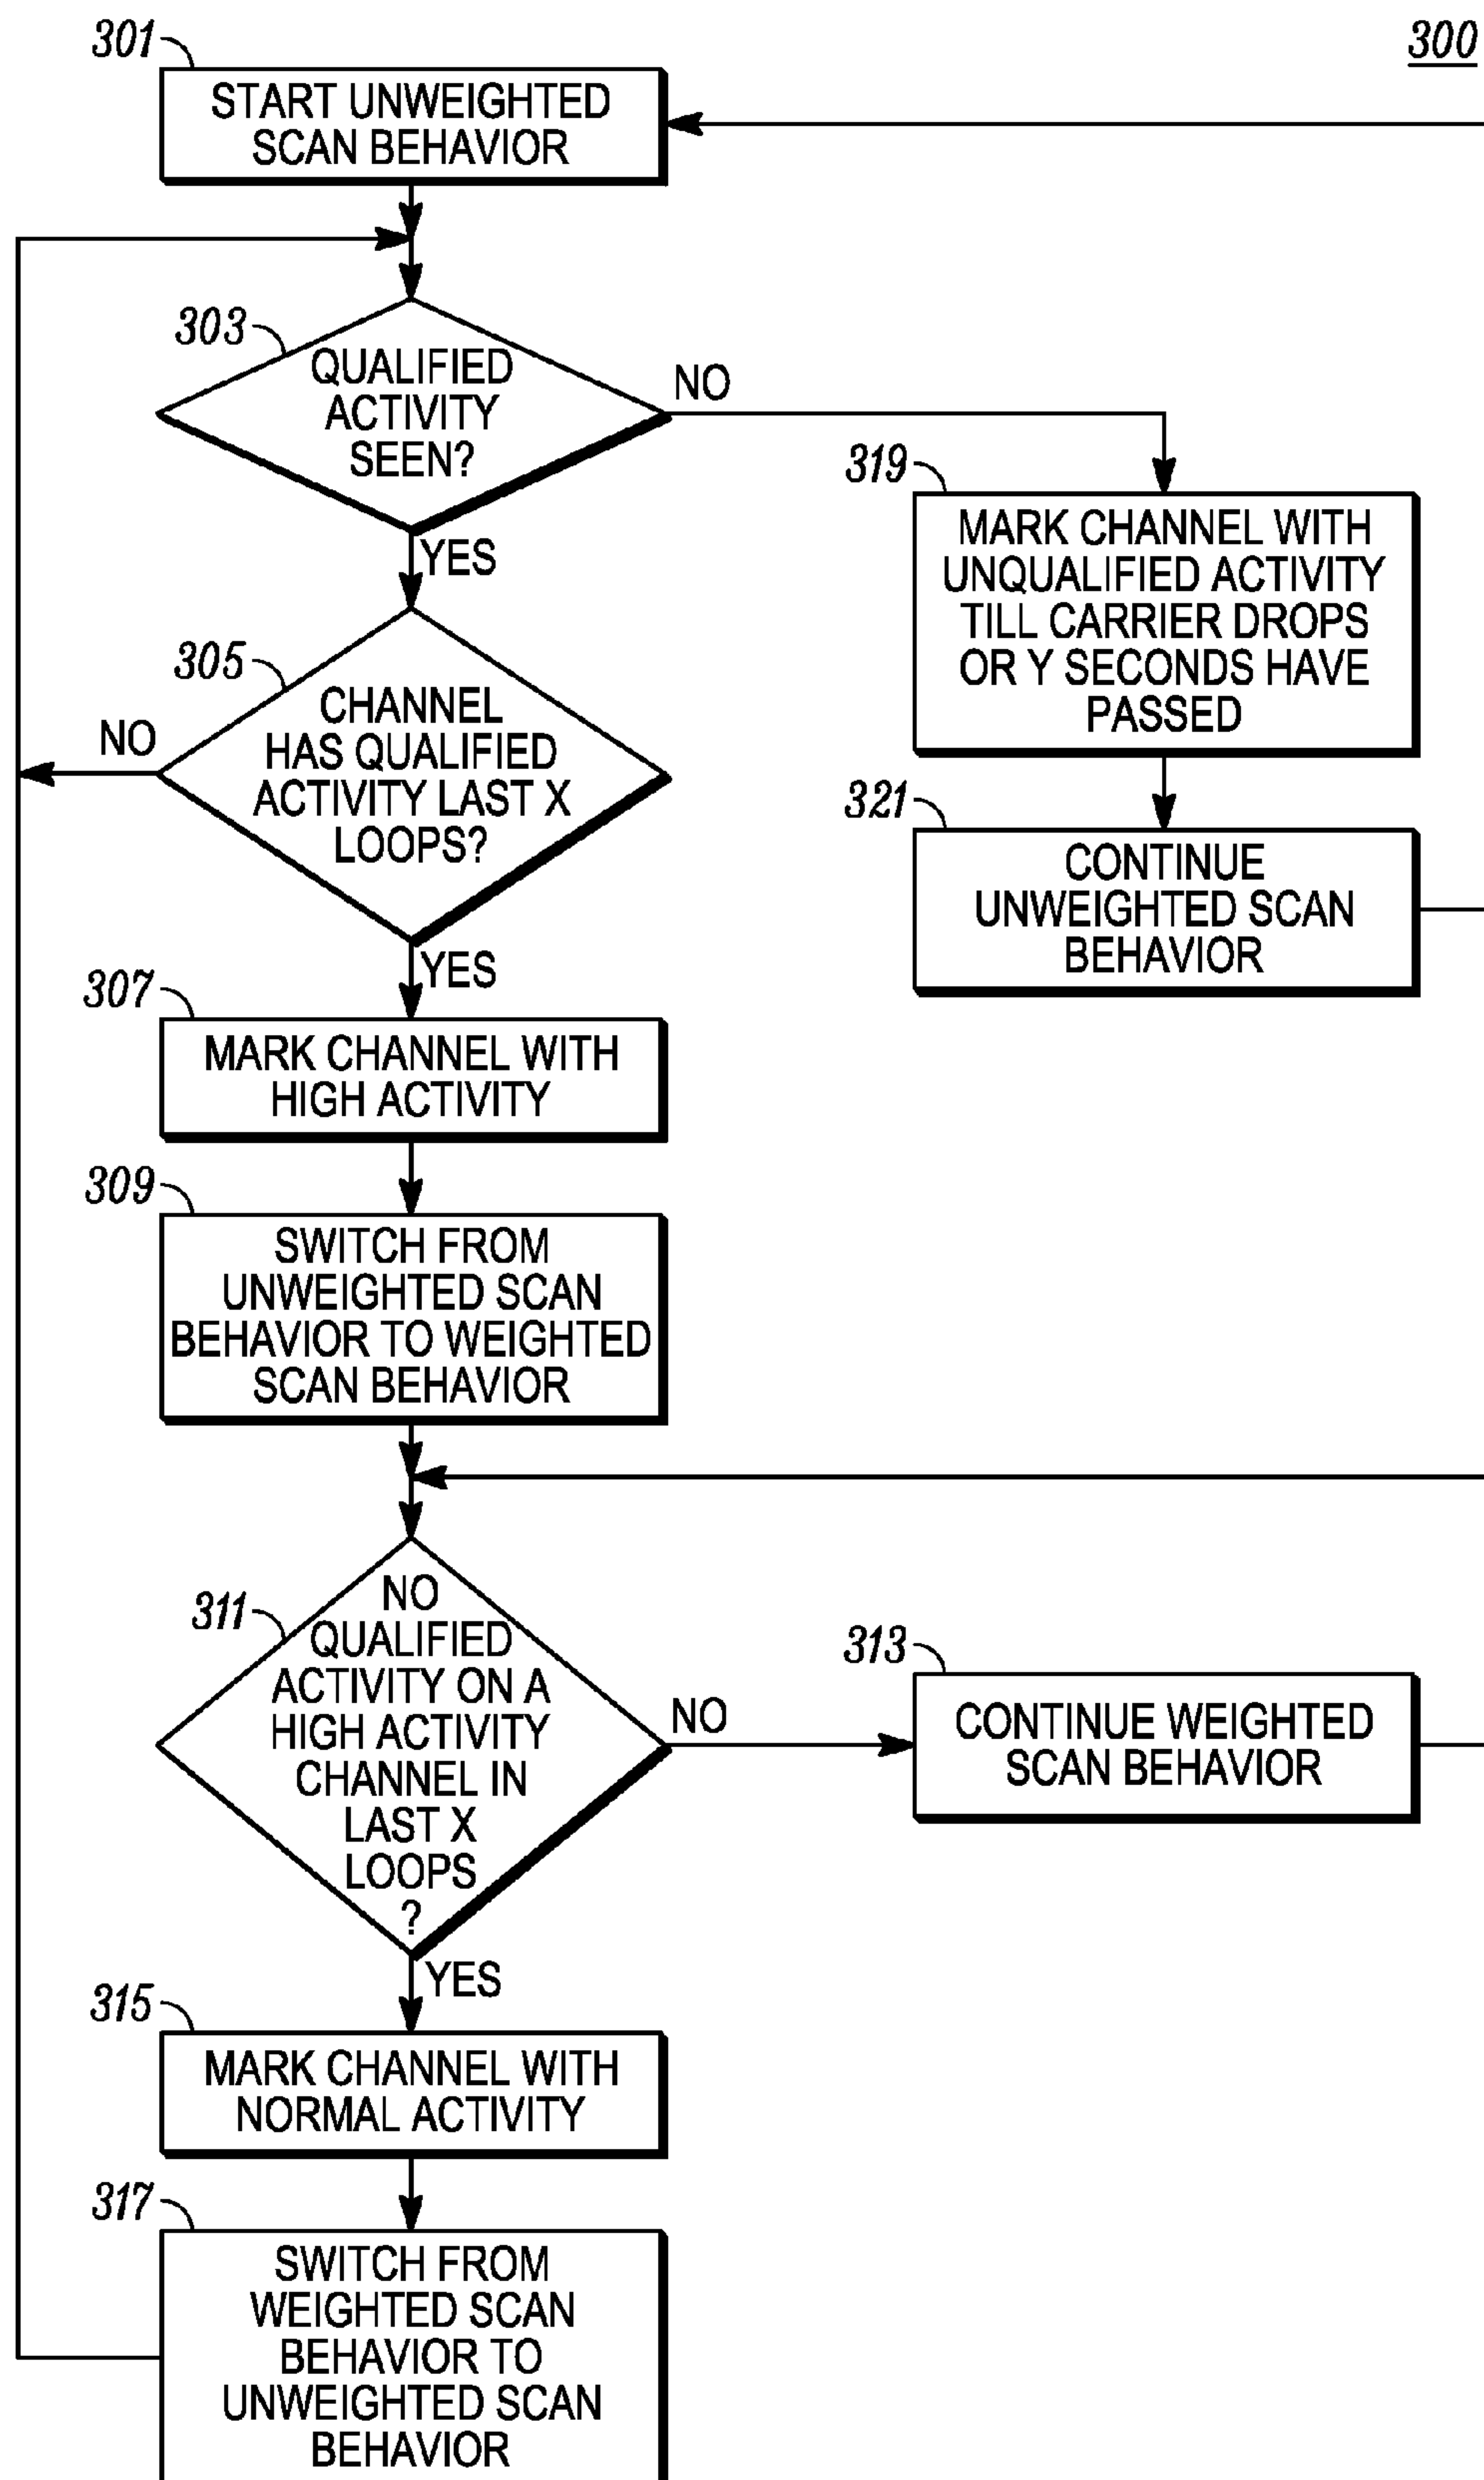 300
301
START UNWEIGHTED
SCAN BEHAVIOR
303
QUALIFIED
ACTIVITY
SEEN?
NO
YES
319
MARK CHANNEL WITH
UNQUALIFIED ACTIVITY
TILL CARRIER DROPS
OR Y SECONDS HAVE
PASSED
321
CONTINUE
UNWEIGHTED SCAN
BEHAVIOR
305
CHANNEL
HAS QUALIFIED
ACTIVITY LAST X
LOOPS?
NO
YES
307
MARK CHANNEL WITH
HIGH ACTIVITY
309
SWITCH FROM
UNWEIGHTED SCAN
BEHAVIOR TO WEIGHTED
SCAN BEHAVIOR
311
NO
QUALIFIED
ACTIVITY ON A
HIGH ACTIVITY
CHANNEL IN
LAST X
LOOPS
?
NO
313
CONTINUE WEIGHTED
SCAN BEHAVIOR
YES
315
MARK CHANNEL WITH
NORMAL ACTIVITY
317
SWITCH FROM
WEIGHTED SCAN
BEHAVIOR TO
UNWEIGHTED SCAN
BEHAVIOR